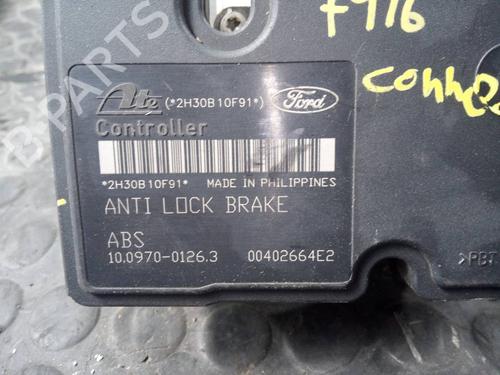 F916
connec
Ate (*2H30B10F91*) Ford
Controller
*2H30B10F91* MADE IN PHILIPPINES
ANTI LOCK BRAKE
ABS
10.0970-0126.3 00402664E2
>PBT
B-PARTS